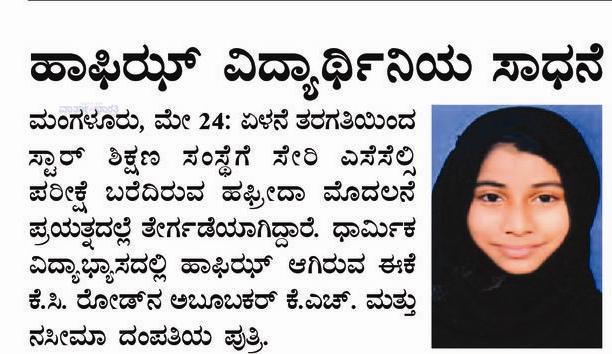 ಹಾಫಿಝ್ ವಿದ್ಯಾರ್ಥಿನಿಯ ಸಾಧನೆ
ಮಂಗಳೂರು, ಮೇ 24: ಏಳನೆ ತರಗತಿಯಿಂದ
ಸ್ಟಾರ್ ಶಿಕ್ಷಣ ಸಂಸ್ಥೆಗೆ ಸೇರಿ ಎಸೆಸೆಲ್ಸಿ
ಪರೀಕ್ಷೆ ಬರೆದಿರುವ ಹಫ್ರೀದಾ ಮೊದಲನೆ
ಪ್ರಯತ್ನದಲ್ಲೆ ತೇರ್ಗಡೆಯಾಗಿದ್ದಾರೆ. ಧಾರ್ಮಿಕ
ವಿದ್ಯಾಭ್ಯಾಸದಲ್ಲಿ ಹಾಫಿಝ್ ಆಗಿರುವ ಈಕೆ
ಕೆ.ಸಿ. ರೋಡ್‌ನ ಅಬೂಬಕರ್ ಕೆ.ಎಚ್. ಮತ್ತು
ನಸೀಮಾ ದಂಪತಿಯ ಪುತ್ರಿ.